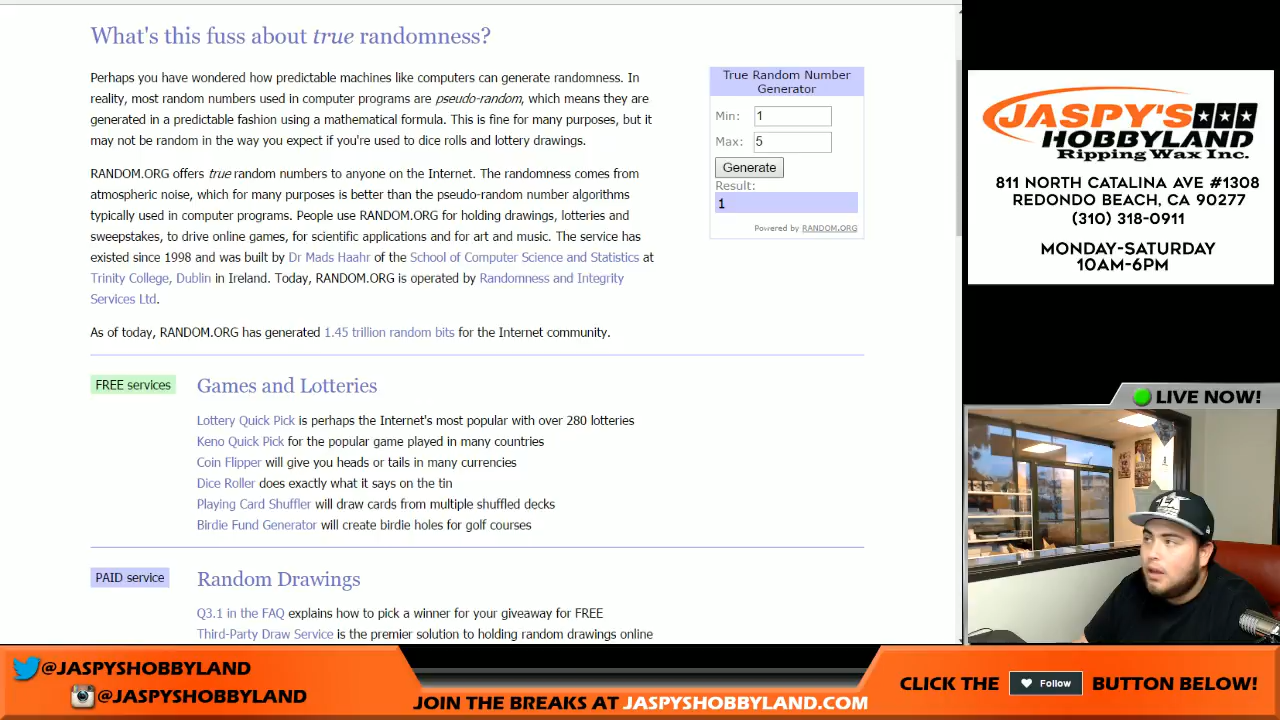 What's this fuss about true randomness?
Perhaps you have wondered how predictable machines like computers can generate randomness. In
reality, most random numbers used in computer programs are pseudo-random, which means they are
generated in a predictable fashion using a mathematical formula. This is fine for many purposes, but it
may not be random in the way you expect if you're used to dice rolls and lottery drawings.
RANDOM.ORG offers true random numbers to anyone on the Internet. The randomness comes from
atmospheric noise, which for many purposes is better than the pseudo-random number algorithms
typically used in computer programs. People use RANDOM.ORG for holding drawings, lotteries and
sweepstakes, to drive online games, for scientific applications and for art and music. The service has
existed since 1998 and was built by Dr Mads Haahr of the School of Computer Science and Statistics at
Trinity College, Dublin in Ireland. Today, RANDOM.ORG is operated by Randomness and Integrity
Services Ltd.
As of today, RANDOM.ORG has generated 1.45 trillion random bits for the Internet community.
True Random Number
Generator
Min: 1
Max: 5
Generate
Result:
1
Powered by RANDOM.ORG
FREE services
Games and Lotteries
Lottery Quick Pick is perhaps the Internet's most popular with over 280 lotteries
Keno Quick Pick for the popular game played in many countries
Coin Flipper will give you heads or tails in many currencies
Dice Roller does exactly what it says on the tin
Playing Card Shuffler will draw cards from multiple shuffled decks
Birdie Fund Generator will create birdie holes for golf courses
PAID service
Random Drawings
Q3.1 in the FAQ explains how to pick a winner for your giveaway for FREE
Third-Party Draw Service is the premier solution to holding random drawings online
JASPY'S
HOBBYLAND
Ripping Wax Inc.
811 NORTH CATALINA AVE #1308
REDONDO BEACH, CA 90277
(310) 318-0911
MONDAY-SATURDAY
10AM-6PM
LIVE NOW!
@JASPYSHOBBYLAND
@JASPYSHOBBYLAND
JOIN THE BREAKS AT JASPYSHOBBYLAND.COM
CLICK THE Follow BUTTON BELOW!